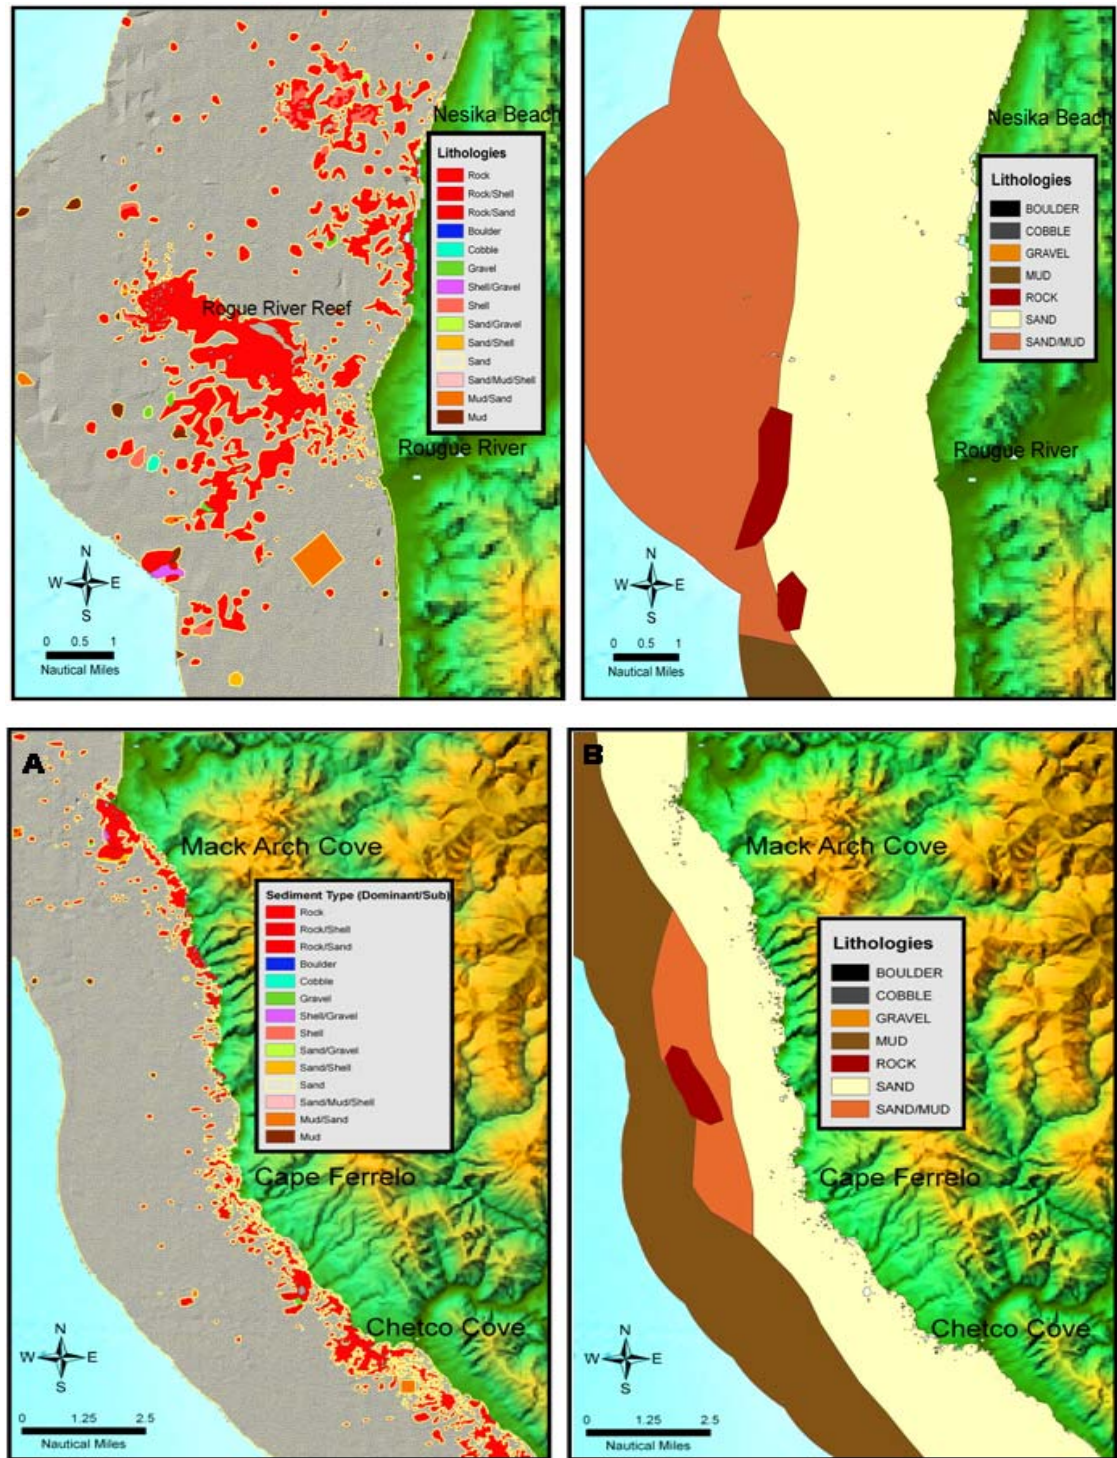 Nesika Beach
Lithologies
Rock
Rock/Shell
Rock/Sand
Boulder
Cobble
Gravel
Shell/Gravel
Shell
Sand/Gravel
Sand/Shell
Sand
Sand/Mud/Shell
Mud/Sand
Mud
Rogue River Reef
Rougue River
N
W E
S
0 0.5 1
Nautical Miles
Nesika Beach
Lithologies
BOULDER
COBBLE
GRAVEL
MUD
ROCK
SAND
SAND/MUD
Rougue River
N
W E
S
0 0.5 1
Nautical Miles
A
Mack Arch Cove
Sediment Type (Dominant/Sub)
Rock
Rock/Shell
Rock/Sand
Boulder
Cobble
Gravel
Shell/Gravel
Shell
Sand/Gravel
Sand/Shell
Sand
Sand/Mud/Shell
Mud/Sand
Mud
Cape Ferrelo
Chetco Cove
N
W E
S
0 1.25 2.5
Nautical Miles
B
Mack Arch Cove
Lithologies
BOULDER
COBBLE
GRAVEL
MUD
ROCK
SAND
SAND/MUD
Cape Ferrelo
Chetco Cove
N
W E
S
0 1.25 2.5
Nautical Miles